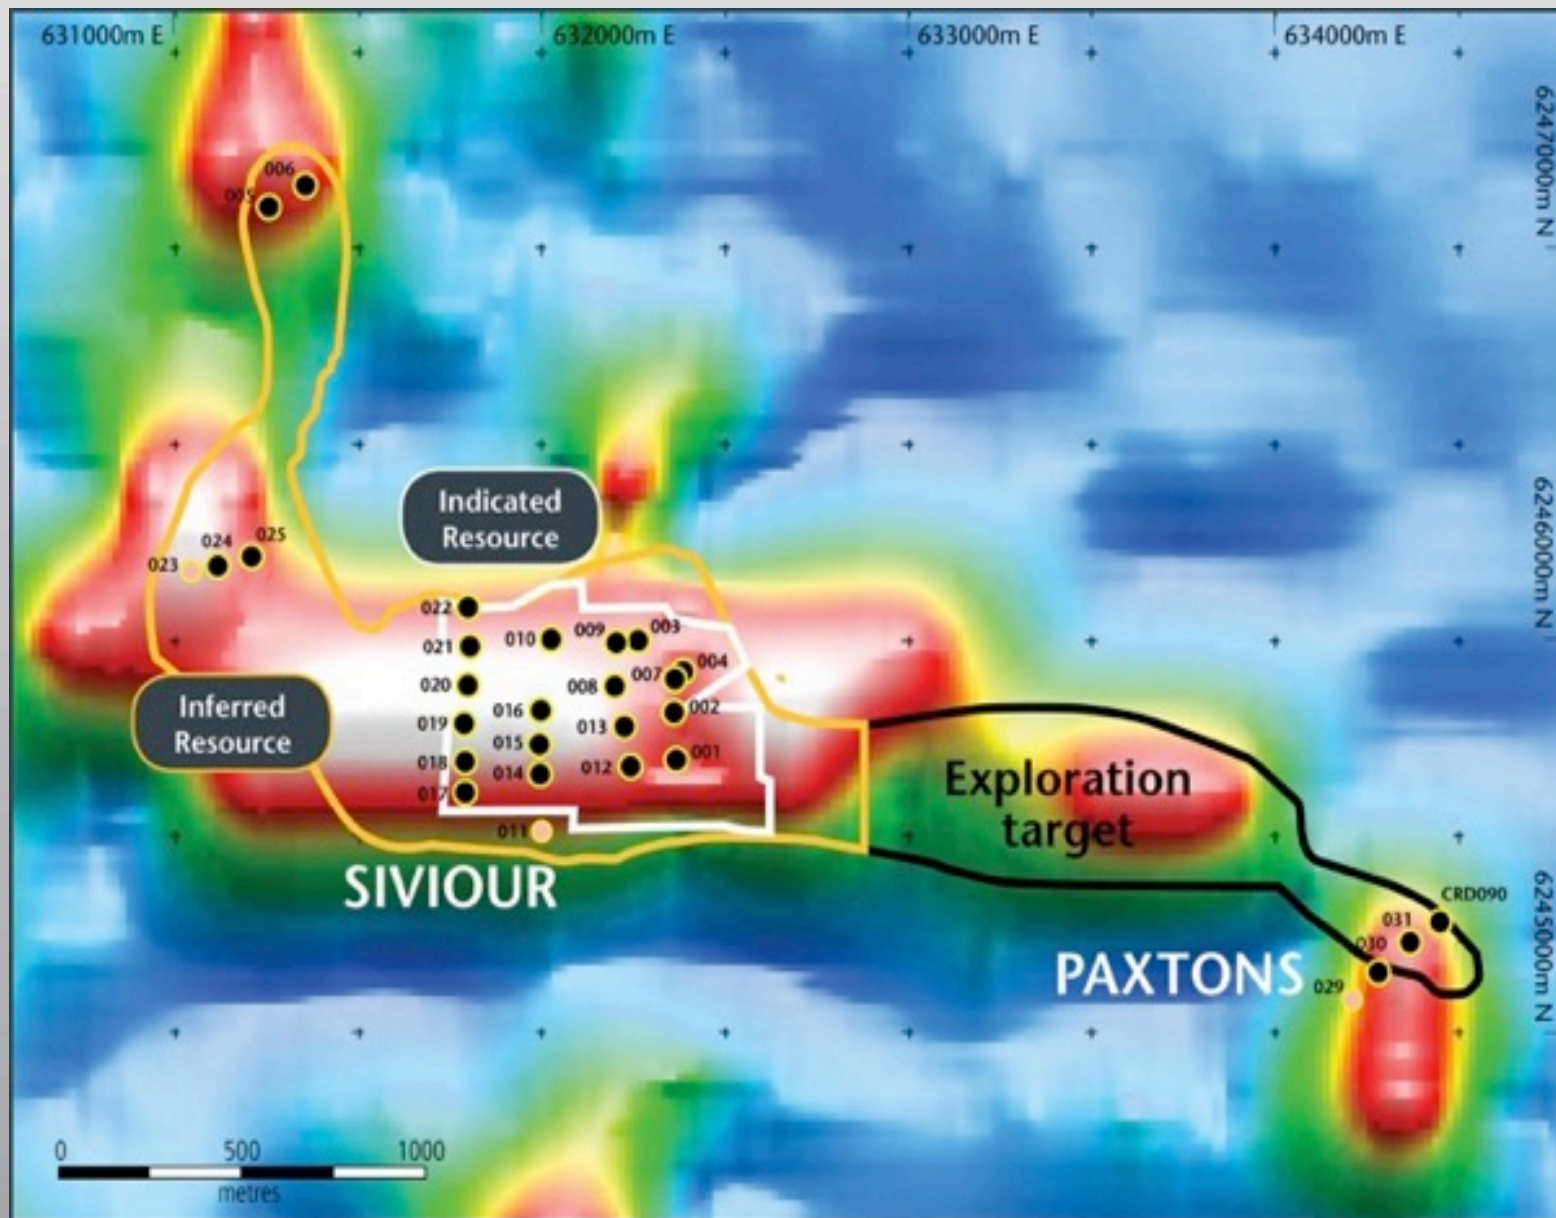 631000m E
632000m E
633000m E
634000m E
6247000m N
006
005
6246000m N
Indicated
Resource
025
024
023
022
003
009
010
021
004
007
020
008
002
016
019
013
Inferred
Resource
015
001
018
012
014
Exploration
target
017
011
SIVIOUR
6245000m N
CRD090
031
030
PAXTONS
029
0 500 1000
metres